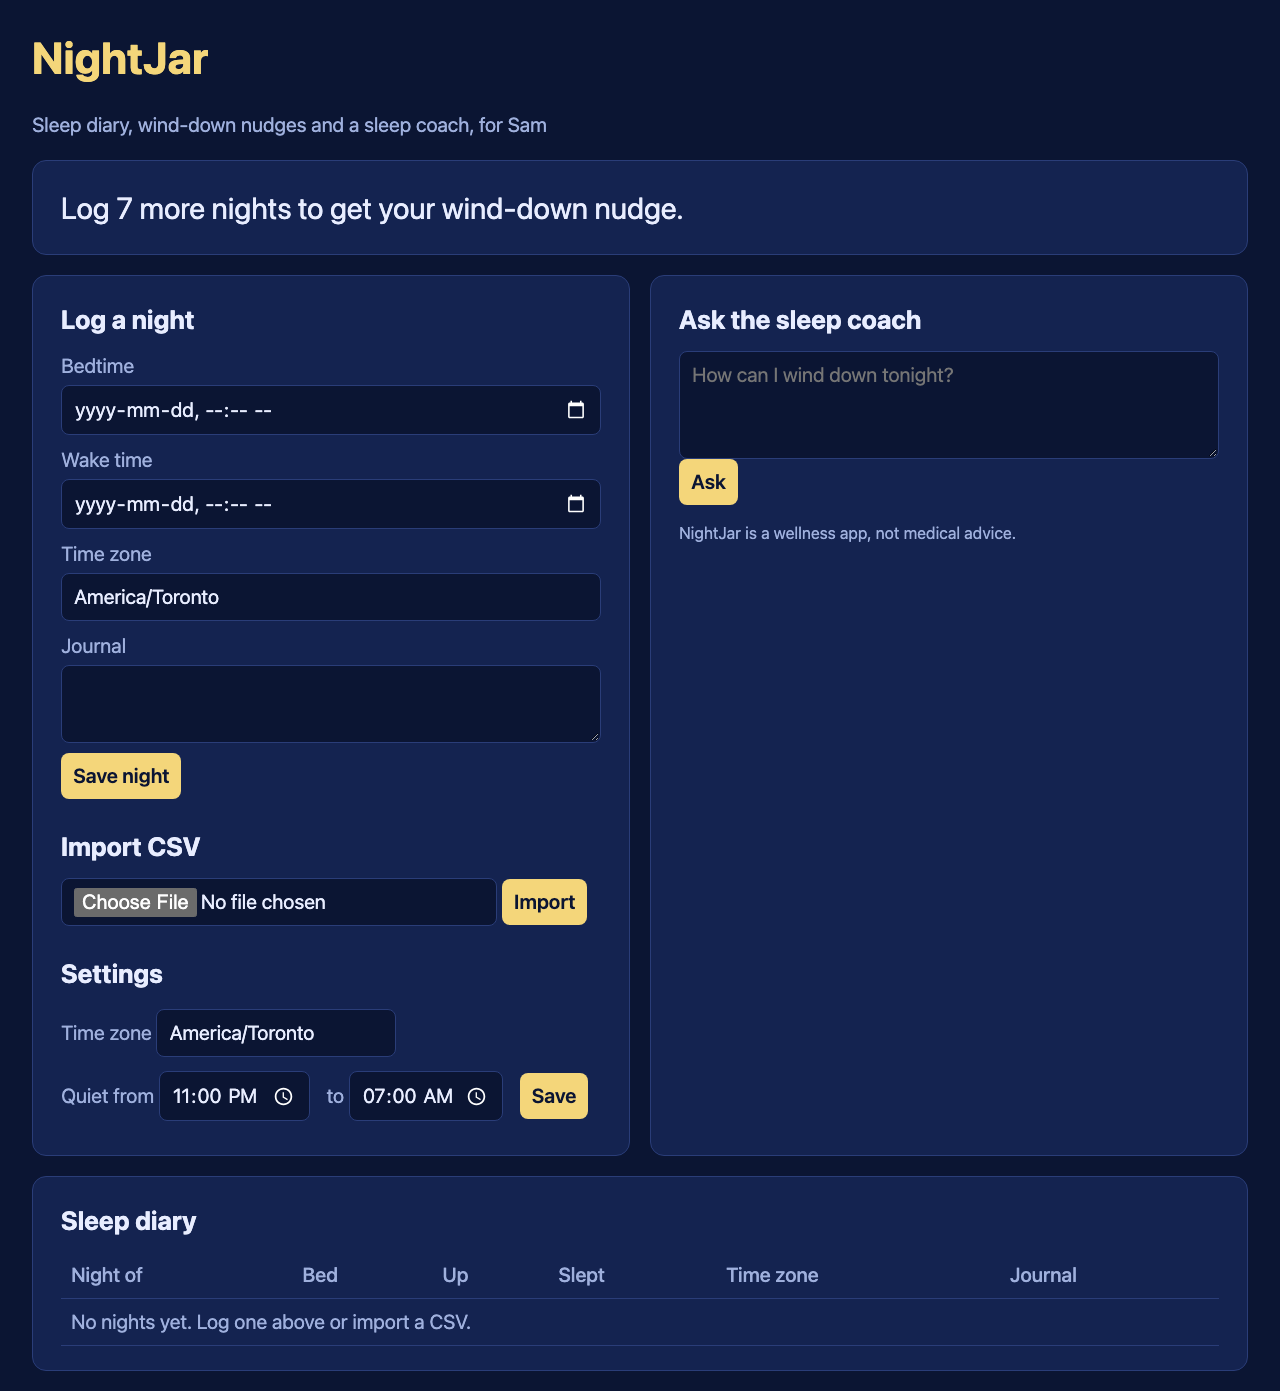 NightJar
Sleep diary, wind-down nudges and a sleep coach, for Sam
Log 7 more nights to get your wind-down nudge.
Log a night
Bedtime
yyyy-mm-dd, --:-- --
Wake time
yyyy-mm-dd, --:-- --
Time zone
America/Toronto
Journal
Save night
Import CSV
Choose File No file chosen Import
Settings
Time zone America/Toronto
Quiet from 11:00 PM to 07:00 AM Save
Ask the sleep coach
How can I wind down tonight?
Ask
NightJar is a wellness app, not medical advice.
Sleep diary
Night of Bed Up Slept Time zone Journal
No nights yet. Log one above or import a CSV.